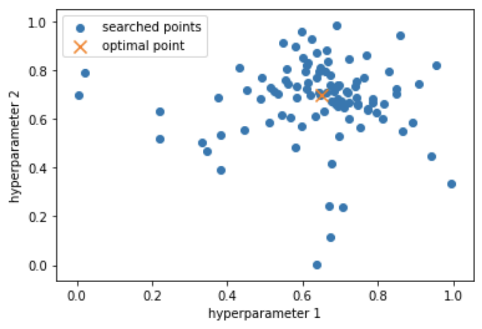 searched points
optimal point
1.0
0.8
0.6
0.4
0.2
0.0
hyperparameter 2
0.0 0.2 0.4 0.6 0.8 1.0
hyperparameter 1